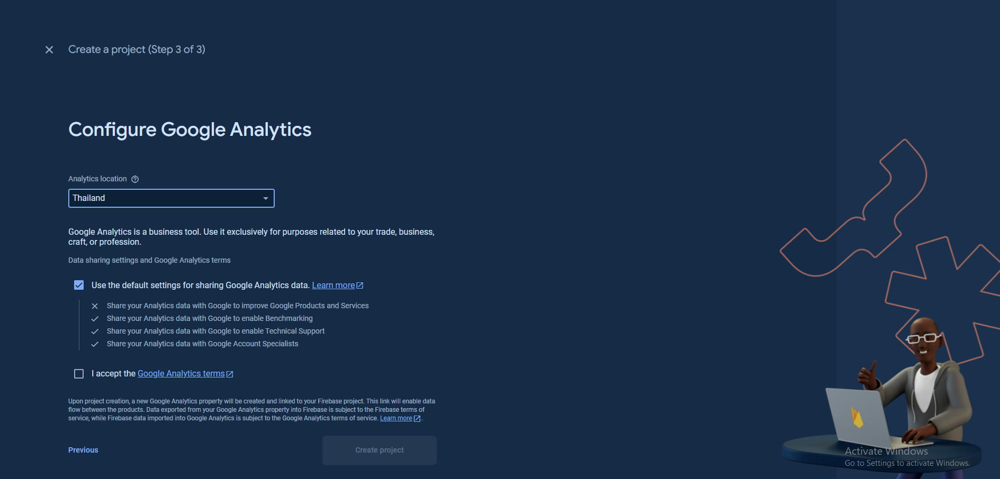 Create a project (Step 3 of 3)
Configure Google Analytics
Analytics location
Thailand
Google Analytics is a business tool. Use it exclusively for purposes related to your trade, business,
craft, or profession.
Data sharing settings and Google Analytics terms
Use the default settings for sharing Google Analytics data. Learn more
Share your Analytics data with Google to improve Google Products and Services
Share your Analytics data with Google to enable Benchmarking
Share your Analytics data with Google to enable Technical Support
Share your Analytics data with Google Account Specialists
I accept the Google Analytics terms
Upon project creation, a new Google Analytics property will be created and linked to your Firebase project. This link will enable data
flow between the products. Data exported from your Google Analytics property into Firebase is subject to the Firebase terms of
service, while Firebase data imported into Google Analytics is subject to the Google Analytics terms of service. Learn more.
Previous
Create project
Activate Windows
Go to Settings to activate Windows.